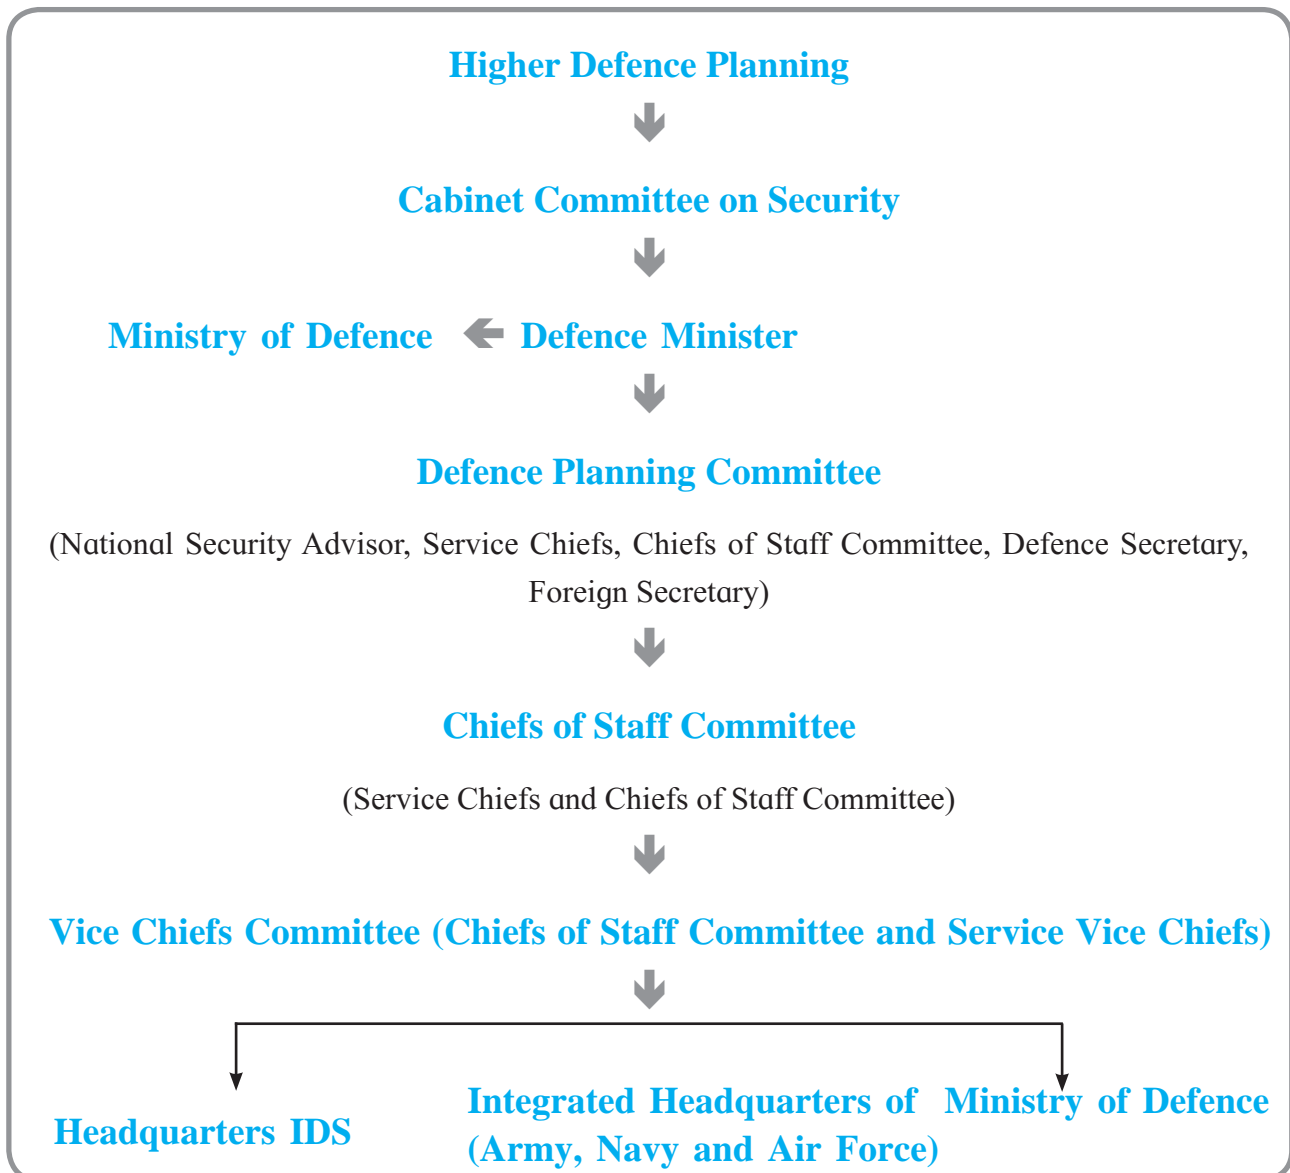 Higher Defence Planning
Cabinet Committee on Security
Ministry of Defence Defence Minister
Defence Planning Committee
(National Security Advisor, Service Chiefs, Chiefs of Staff Committee, Defence Secretary,
Foreign Secretary)
Chiefs of Staff Committee
(Service Chiefs and Chiefs of Staff Committee)
Vice Chiefs Committee (Chiefs of Staff Committee and Service Vice Chiefs)
Headquarters IDS
Integrated Headquarters of Ministry of Defence
(Army, Navy and Air Force)